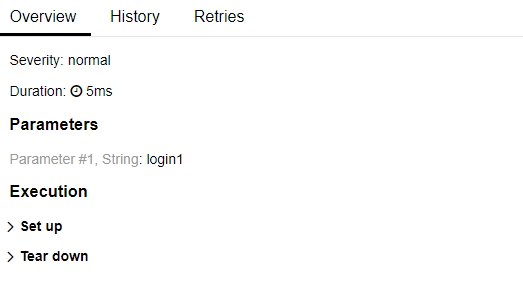 Overview History Retries
Severity: normal
Duration: 5ms
Parameters
Parameter #1, String: login1
Execution
Set up
Tear down